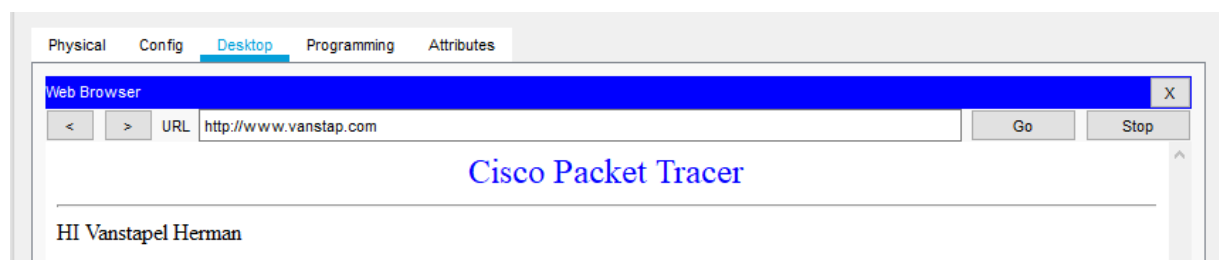 Physical Config Desktop Programming Attributes
Web Browser X
< > URL http://www.vanstap.com Go Stop
Cisco Packet Tracer
HI Vanstapel Herman